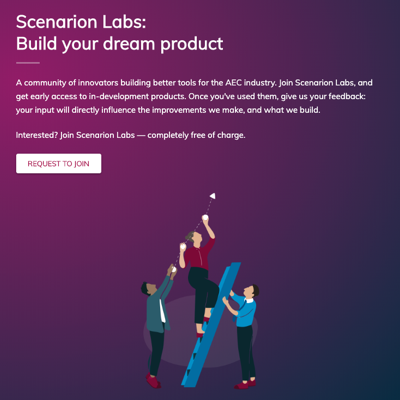 Scenarion Labs:
Build your dream product
A community of innovators building better tools for the AEC industry. Join Scenarion Labs, and
get early access to in-development products. Once you've used them, give us your feedback:
your input will directly influence the improvements we make, and what we build.
Interested? Join Scenarion Labs — completely free of charge.
REQUEST TO JOIN